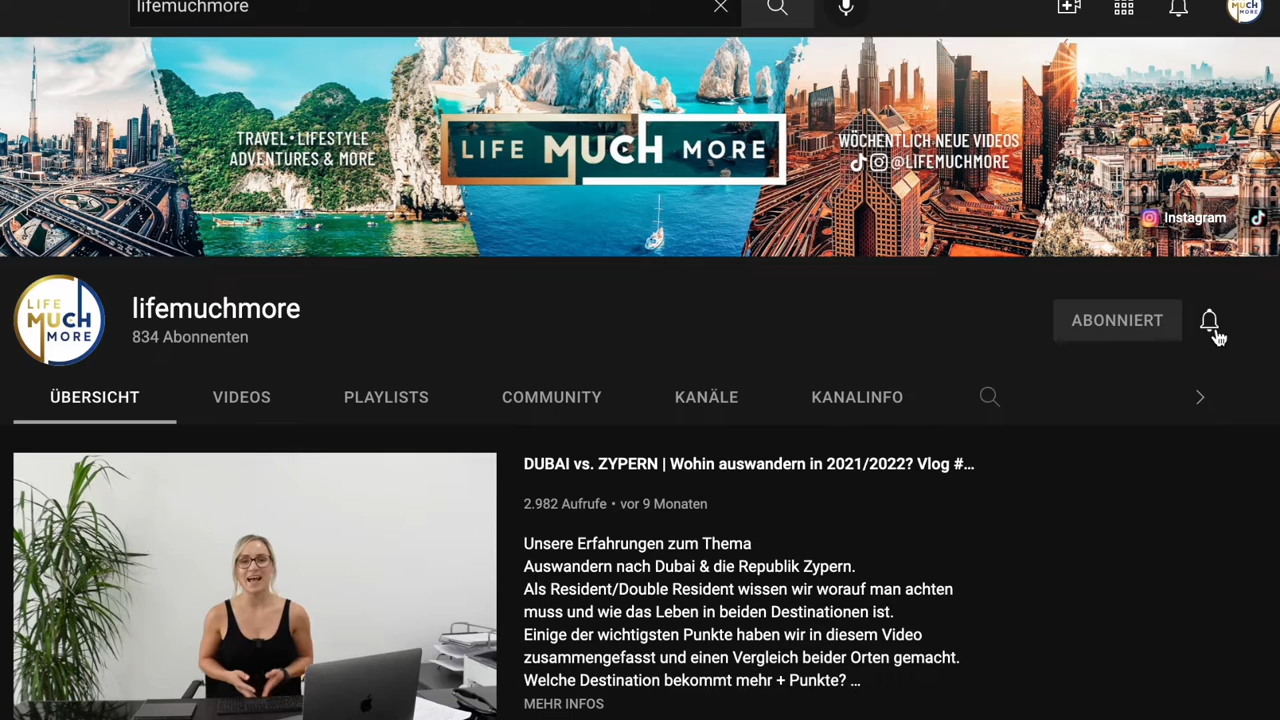 lifemuchmore
MUCH
MORE
TRAVEL • LIFESTYLE
ADVENTURES & MORE
LIFE MUCH MORE
WÖCHENTLICH NEUE VIDEOS
@LIFEMUCHMORE
Instagram
LIFE
MUCH
MORE
lifemuchmore
834 Abonnenten
ABONNIERT
ÜBERSICHT
VIDEOS
PLAYLISTS
COMMUNITY
KANÄLE
KANALINFO
DUBAI vs. ZYPERN | Wohin auswandern in 2021/2022? Vlog #...
2.982 Aufrufe • vor 9 Monaten
Unsere Erfahrungen zum Thema
Auswandern nach Dubai & die Republik Zypern.
Als Resident/Double Resident wissen wir worauf man achten
muss und wie das Leben in beiden Destinationen ist.
Einige der wichtigsten Punkte haben wir in diesem Video
zusammengefasst und einen Vergleich beider Orten gemacht.
Welche Destination bekommt mehr + Punkte? ...
MEHR INFOS